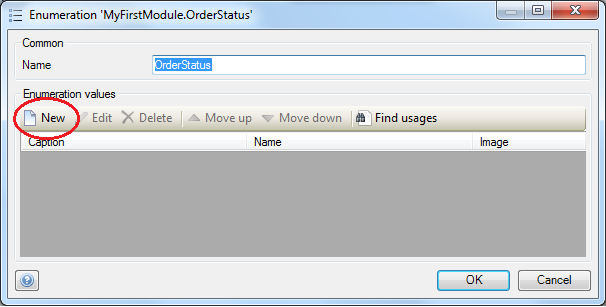 Enumeration 'MyFirstModule.OrderStatus'
Common
Name OrderStatus
Enumeration values
New Edit Delete Move up Move down Find usages
Caption Name Image
? OK Cancel